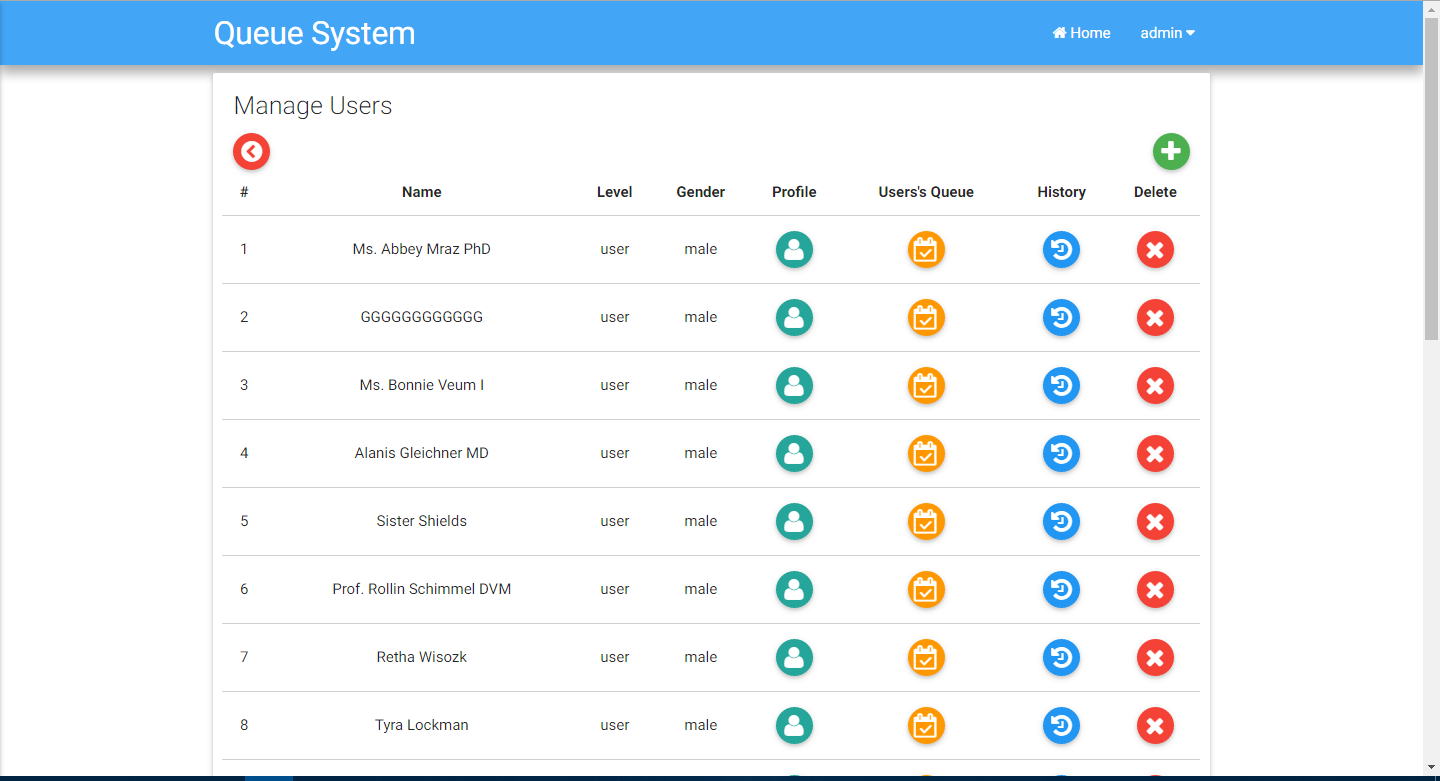 Queue System Home admin
Manage Users
# Name Level Gender Profile Users's Queue History Delete
1 Ms. Abbey Mraz PhD user male
2 GGGGGGGGGGGG user male
3 Ms. Bonnie Veum I user male
4 Alanis Gleichner MD user male
5 Sister Shields user male
6 Prof. Rollin Schimmel DVM user male
7 Retha Wisozk user male
8 Tyra Lockman user male